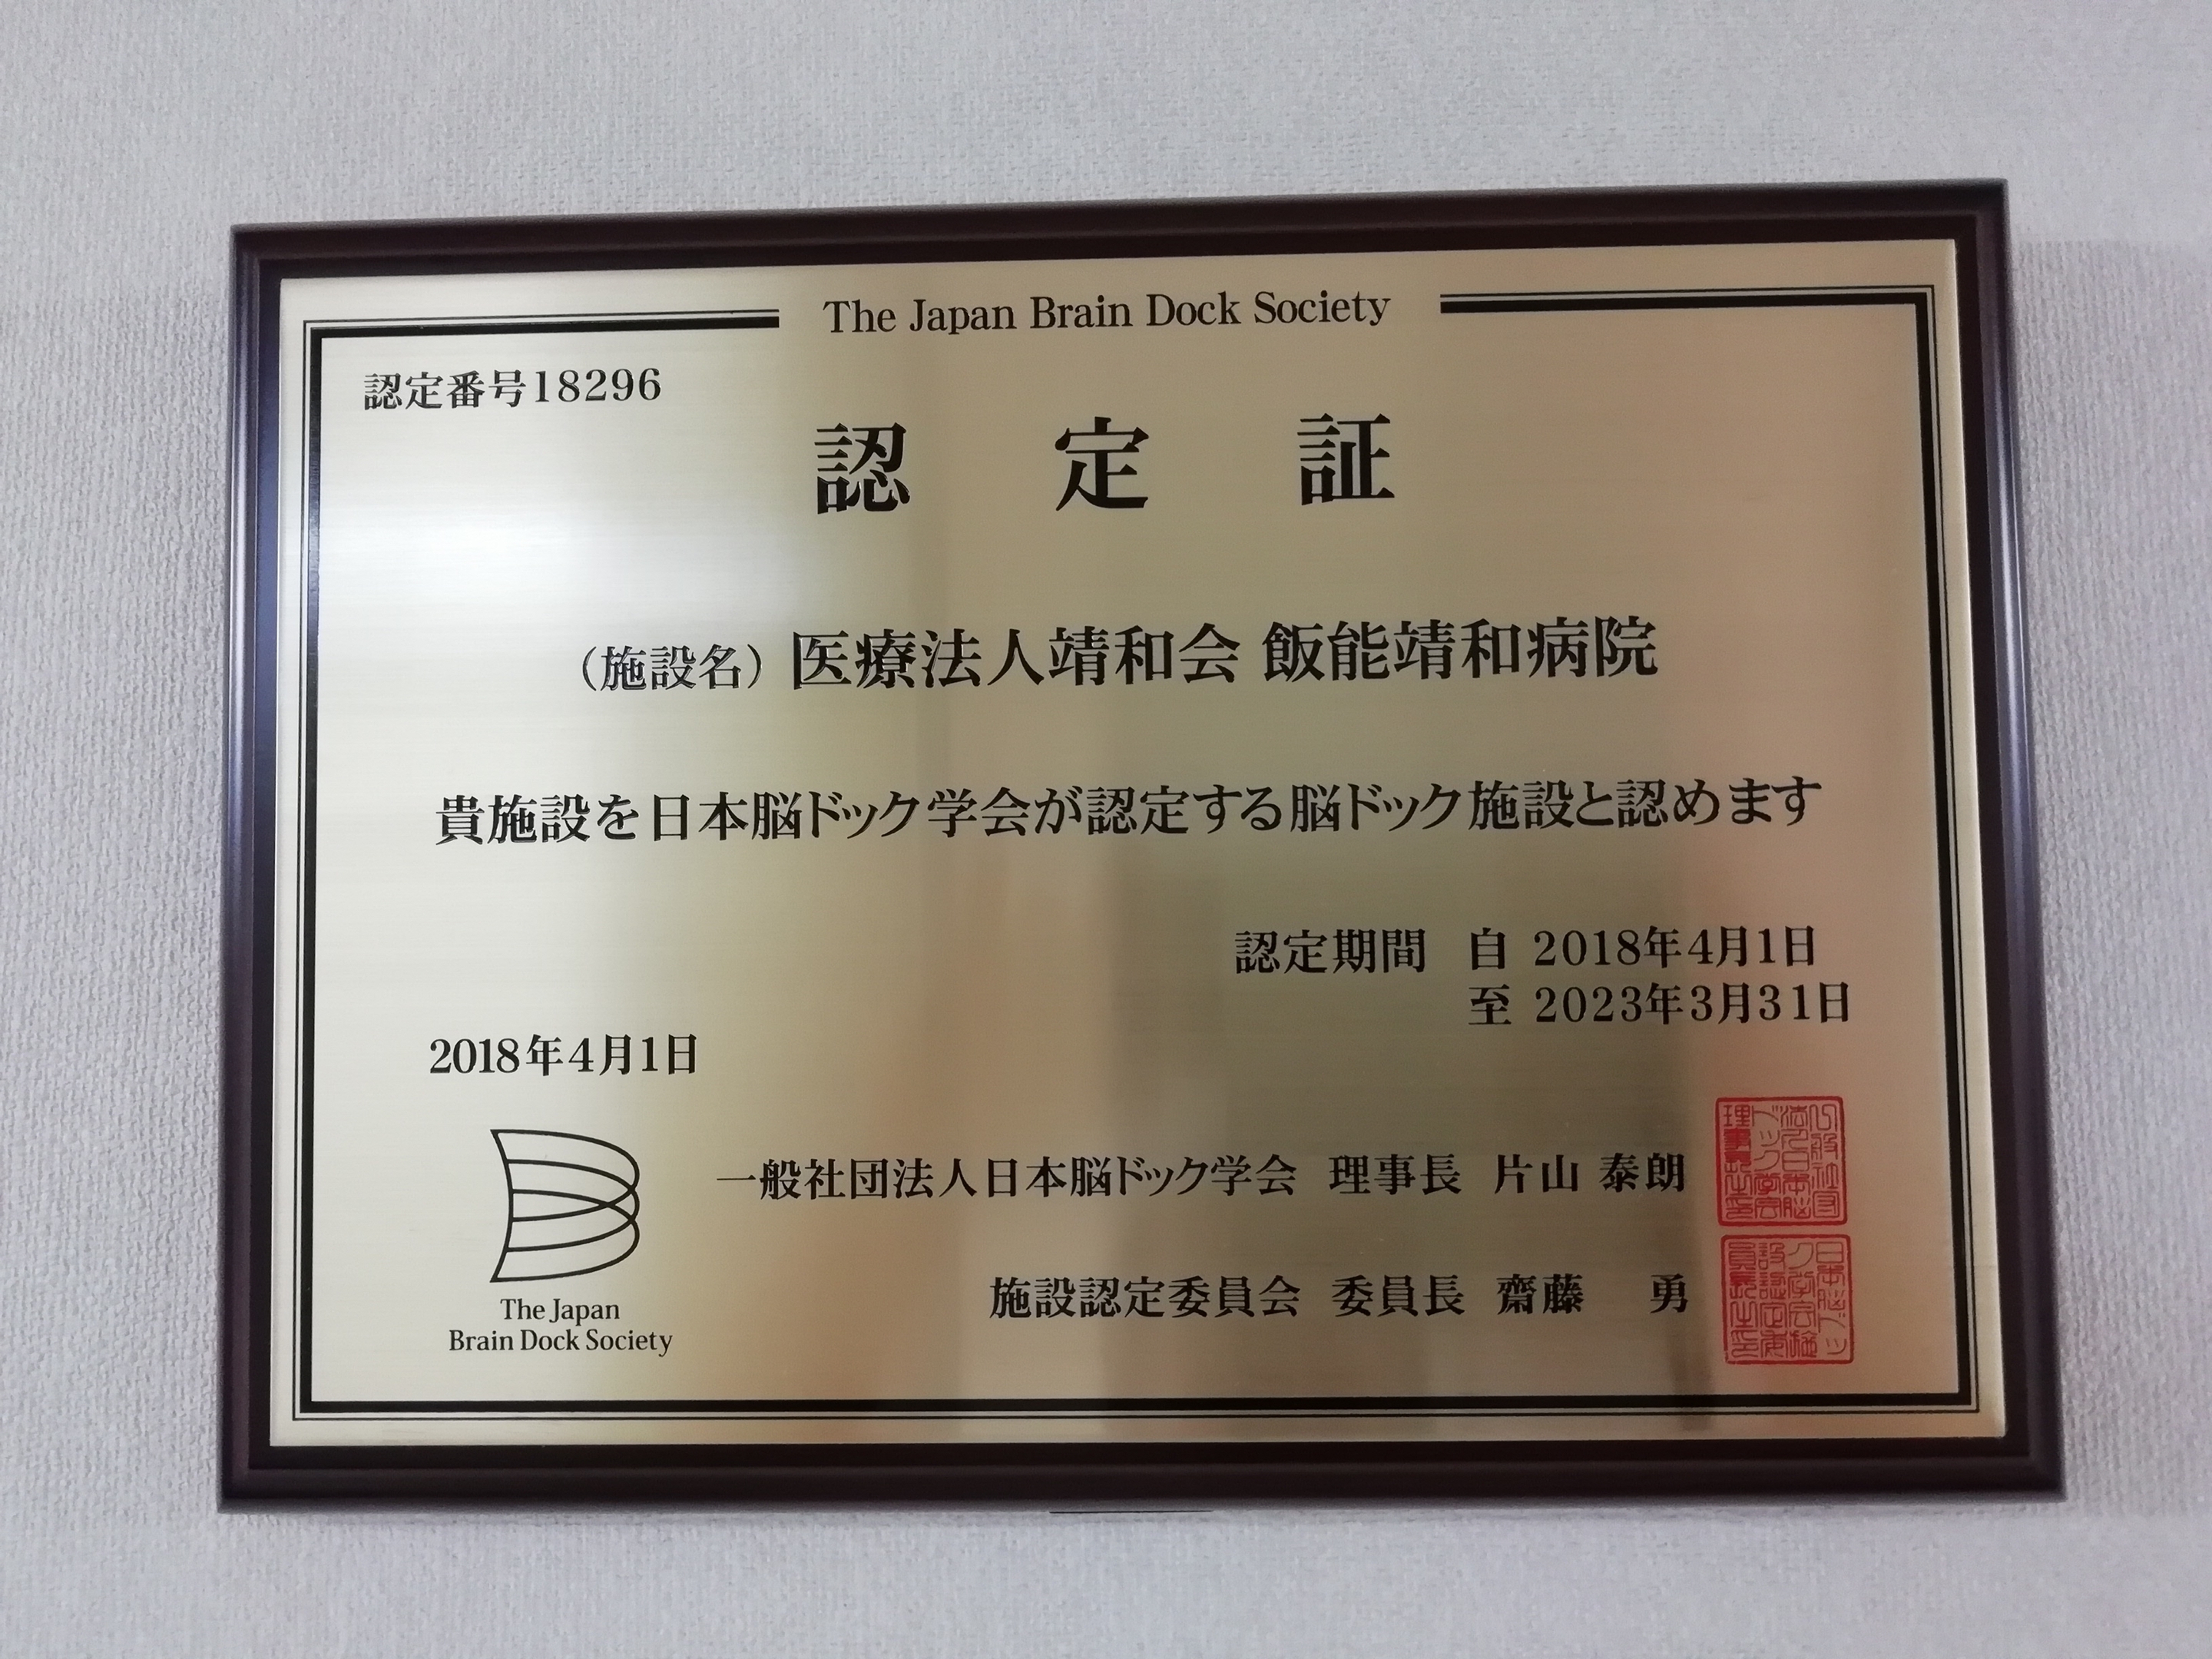 The Japan Brain Dock Society
認定番号18296
認定証
（施設名）医療法人靖和会 飯能靖和病院
貴施設を日本脳ドック学会が認定する脳ドック施設と認めます
認定期間 自 2018年4月1日
至 2023年3月31日
2018年4月1日
一般社団法人日本脳ドック学会 理事長 片山 泰朗
施設認定委員会 委員長 齋藤 勇
The Japan
Brain Dock Society